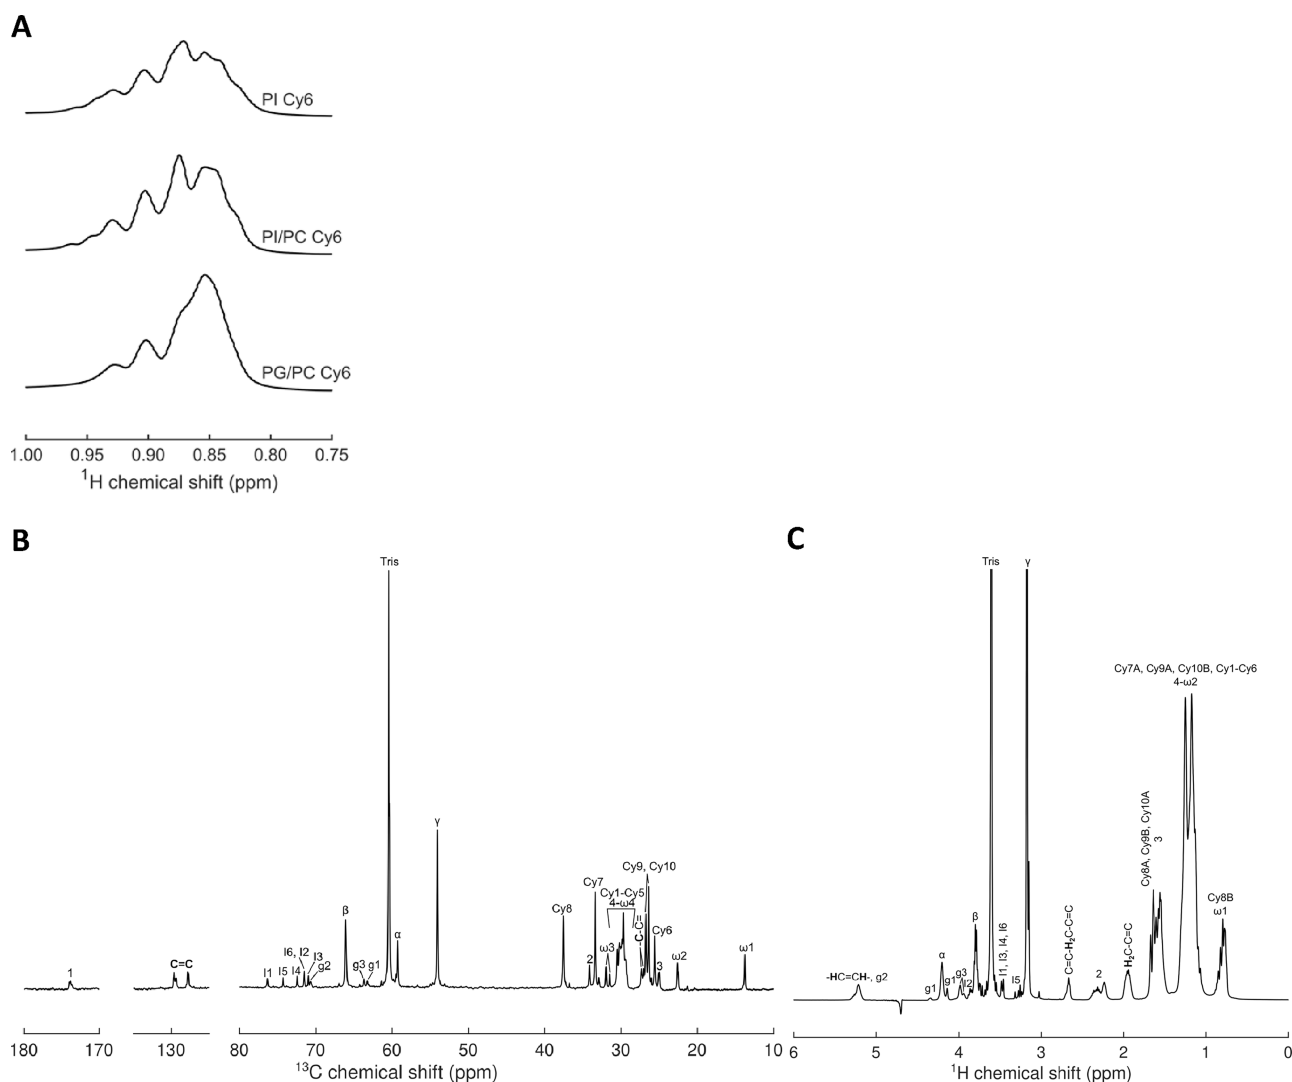 A
PI Cy6
PI/PC Cy6
PG/PC Cy6
1.00 0.95 0.90 0.85 0.80 0.75
¹H chemical shift (ppm)
B
Tris
γ
Cy9, Cy10
Cy7
Cy1-Cy5
4-ω4
Cy8
β
C-C=
α
ω3
Cy6
I6, I2
I3
g2
C=C
1
I1
I5
I4
g3
g1
2
3
ω2
ω1
180 170 130 80 70 60 50 40 30 20 10
¹³C chemical shift (ppm)
C
Tris
γ
Cy7A, Cy9A, Cy10B, Cy1-Cy6
4-ω2
Cy8A, Cy9B, Cy10A
3
Cy8B
ω1
β
α
I1, I3, I4, I6
C=C-H₂C-C=C
H₂C-C=C
-HC=CH-, g2
g1
g1
g3
I2
I5
2
6 5 4 3 2 1 0
¹H chemical shift (ppm)